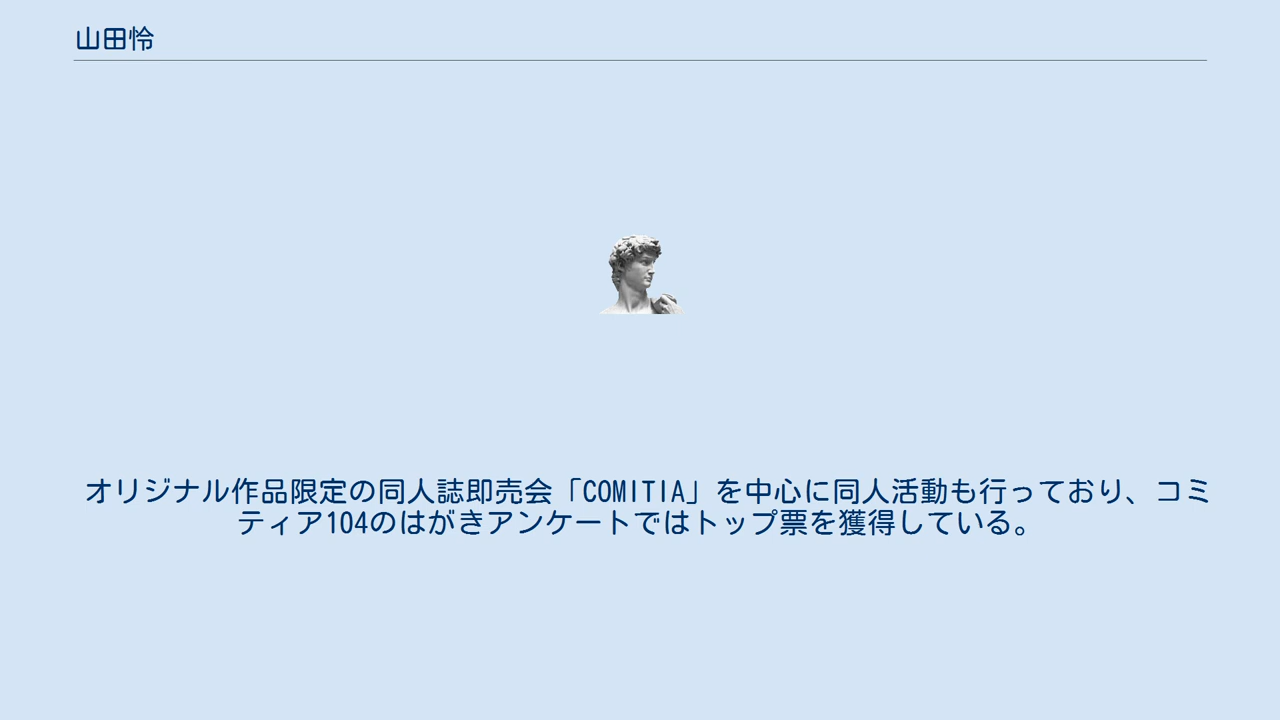 山田怜
オリジナル作品限定の同人誌即売会「COMITIA」を中心に同人活動も行っており、コミ
ティア104のはがきアンケートではトップ票を獲得している。